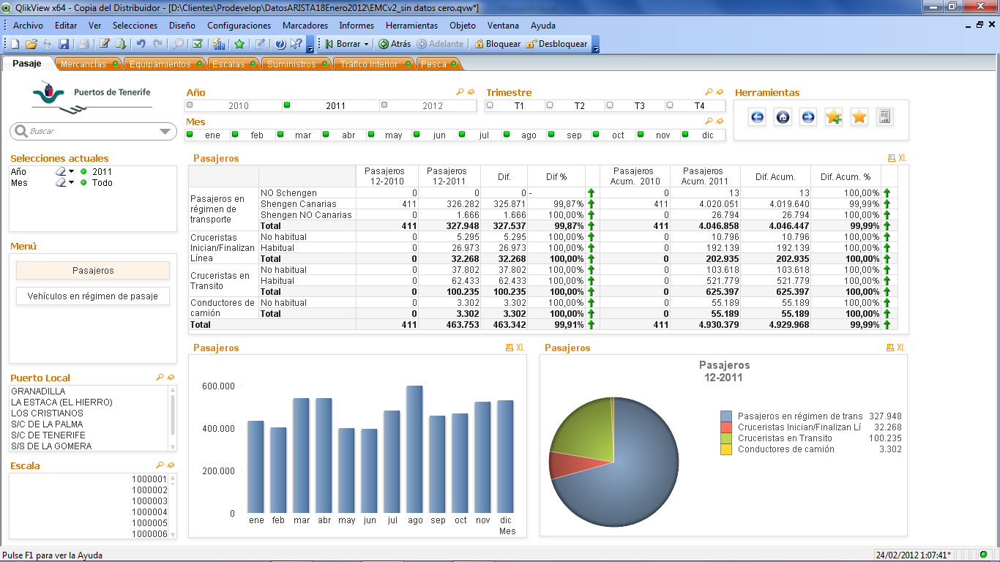 QlikView x64 - Copia del Distribuidor - [D:\Clientes\Prodevelop\DatosARISTA18Enero2012\EMCv2_sin datos cero.qvw*]
Archivo Editar Ver Selecciones Diseño Configuraciones Marcadores Informes Herramientas Objeto Ventana Ayuda
Borrar Atrás Adelante Bloquear Desbloquear
Pasaje Mercancías Equipamientos Escalas Suministros Tráfico interior Pesca
Puertos de Tenerife
Buscar
Año
2010 2011 2012
Trimestre
T1 T2 T3 T4
Mes
ene feb mar abr may jun jul ago sep oct nov dic
Herramientas
Selecciones actuales
Año 2011
Mes Todo
Menú
Pasajeros
Vehículos en régimen de pasaje
Puerto Local
GRANADILLA
LA ESTACA (EL HIERRO)
LOS CRISTIANOS
S/C DE LA PALMA
S/C DE TENERIFE
S/S DE LA GOMERA
Escala
1000001
1000002
1000003
1000004
1000005
1000006
Pasajeros XL
Pasajeros 12-2010 Pasajeros 12-2011 Dif. Dif % Pasajeros Acum. 2010 Pasajeros Acum. 2011 Dif. Acum. Dif. Acum. %
Pasajeros en régimen de transporte
NO Schengen 0 0 0 - 0 13 13 100,00%
Shengen Canarias 411 326.282 325.871 99,87% 411 4.020.051 4.019.640 99,99%
Shengen NO Canarias 0 1.666 1.666 100,00% 0 26.794 26.794 100,00%
Total 411 327.948 327.537 99,87% 411 4.046.858 4.046.447 99,99%
Cruceristas Inician/Finalizan Línea
No habitual 0 5.295 5.295 100,00% 0 10.796 10.796 100,00%
Habitual 0 26.973 26.973 100,00% 0 192.139 192.139 100,00%
Total 0 32.268 32.268 100,00% 0 202.935 202.935 100,00%
Cruceristas en Transito
No habitual 0 37.802 37.802 100,00% 0 103.618 103.618 100,00%
Habitual 0 62.433 62.433 100,00% 0 521.779 521.779 100,00%
Total 0 100.235 100.235 100,00% 0 625.397 625.397 100,00%
Conductores de camión
No habitual 0 3.302 3.302 100,00% 0 55.189 55.189 100,00%
Total 0 3.302 3.302 100,00% 0 55.189 55.189 100,00%
Total 411 463.753 463.342 99,91% 411 4.930.379 4.929.968 99,99%
Pasajeros XL
600.000
400.000
200.000
0
ene feb mar abr may jun jul ago sep oct nov dic
Mes
Pasajeros XL
Pasajeros
12-2011
Pasajeros en régimen de trans 327.948
Cruceristas Inician/Finalizan Lí 32.268
Cruceristas en Transito 100.235
Conductores de camión 3.302
Pulse F1 para ver la Ayuda
24/02/2012 1:07:41*